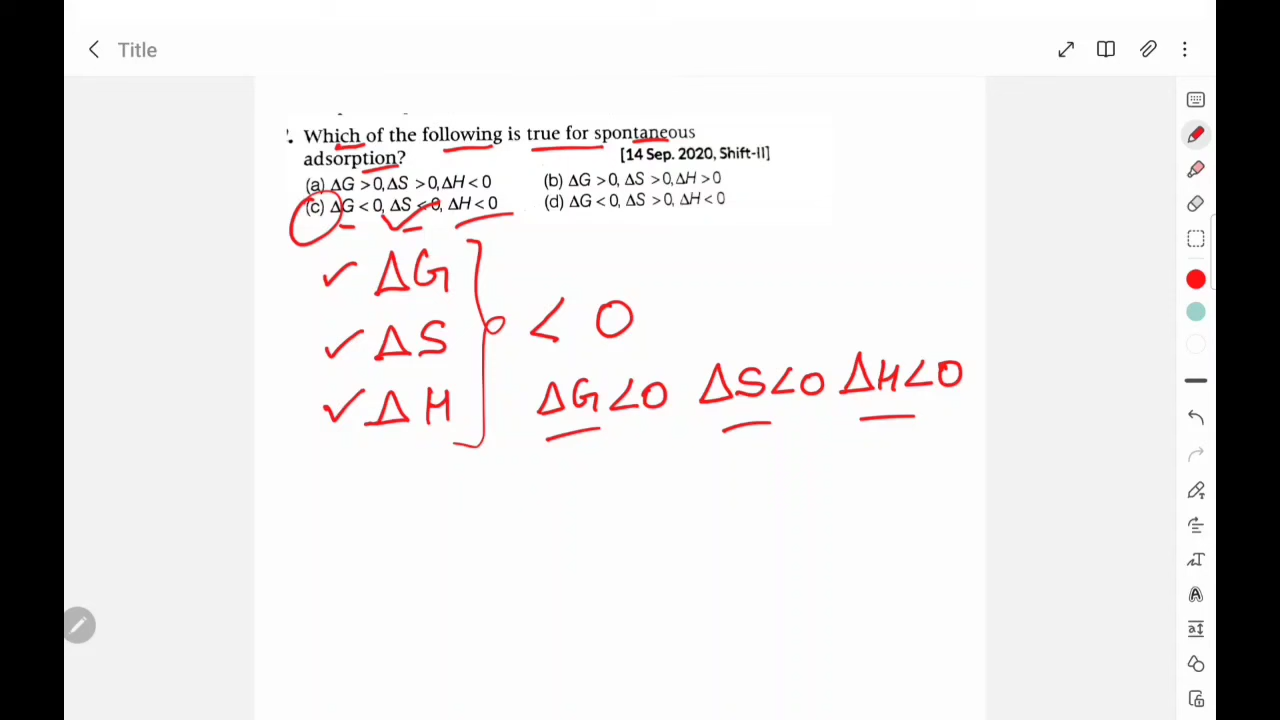 Title
Which of the following is true for spontaneous
adsorption? [14 Sep. 2020, Shift-II]
(a) ΔG >0, ΔS >0, ΔH <0 (b) ΔG >0, ΔS >0, ΔH >0
(c) ΔG <0, ΔS <0, ΔH <0 (d) ΔG <0, ΔS >0, ΔH <0
✓ ΔG
✓ ΔS < 0
✓ ΔH
ΔG<0 ΔS<0 ΔH<0